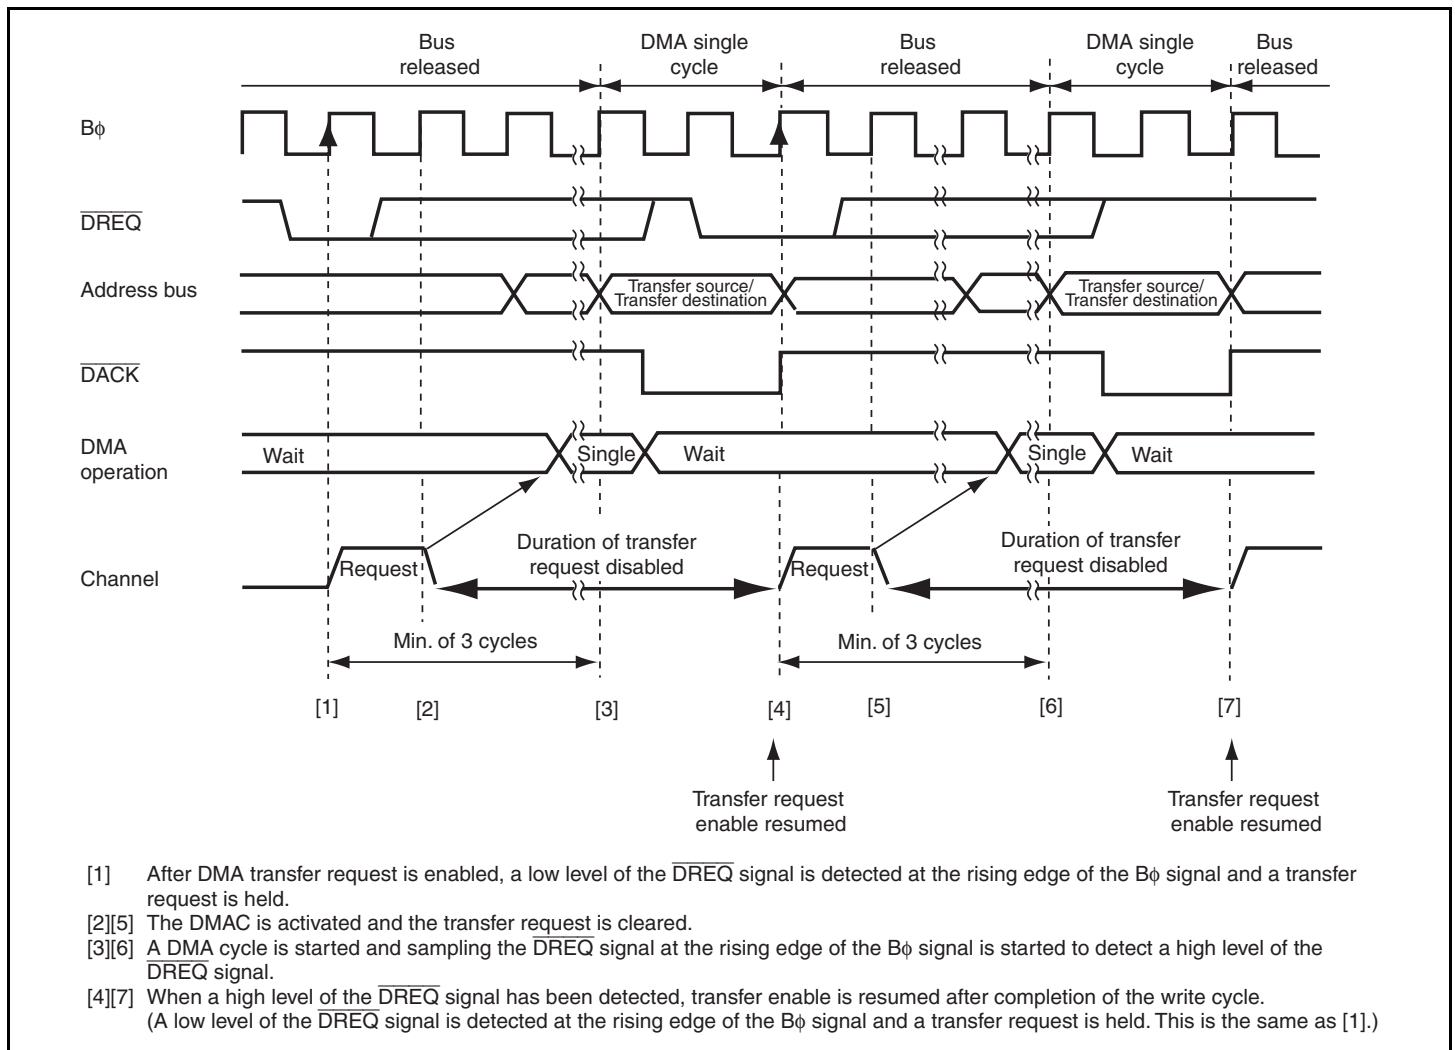 Bus
released
DMA single
cycle
Bus
released
DMA single
cycle
Bus
released
Bϕ
DREQ
Address bus
Transfer source/
Transfer destination
Transfer source/
Transfer destination
DACK
DMA
operation
Wait
Single
Wait
Single
Wait
Channel
Request
Duration of transfer
request disabled
Request
Duration of transfer
request disabled
Min. of 3 cycles
Min. of 3 cycles
[1]
[2]
[3]
[4]
[5]
[6]
[7]
Transfer request
enable resumed
Transfer request
enable resumed
[1] After DMA transfer request is enabled, a low level of the DREQ signal is detected at the rising edge of the Bϕ signal and a transfer
request is held.
[2][5] The DMAC is activated and the transfer request is cleared.
[3][6] A DMA cycle is started and sampling the DREQ signal at the rising edge of the Bϕ signal is started to detect a high level of the
DREQ signal.
[4][7] When a high level of the DREQ signal has been detected, transfer enable is resumed after completion of the write cycle.
(A low level of the DREQ signal is detected at the rising edge of the Bϕ signal and a transfer request is held. This is the same as [1].)